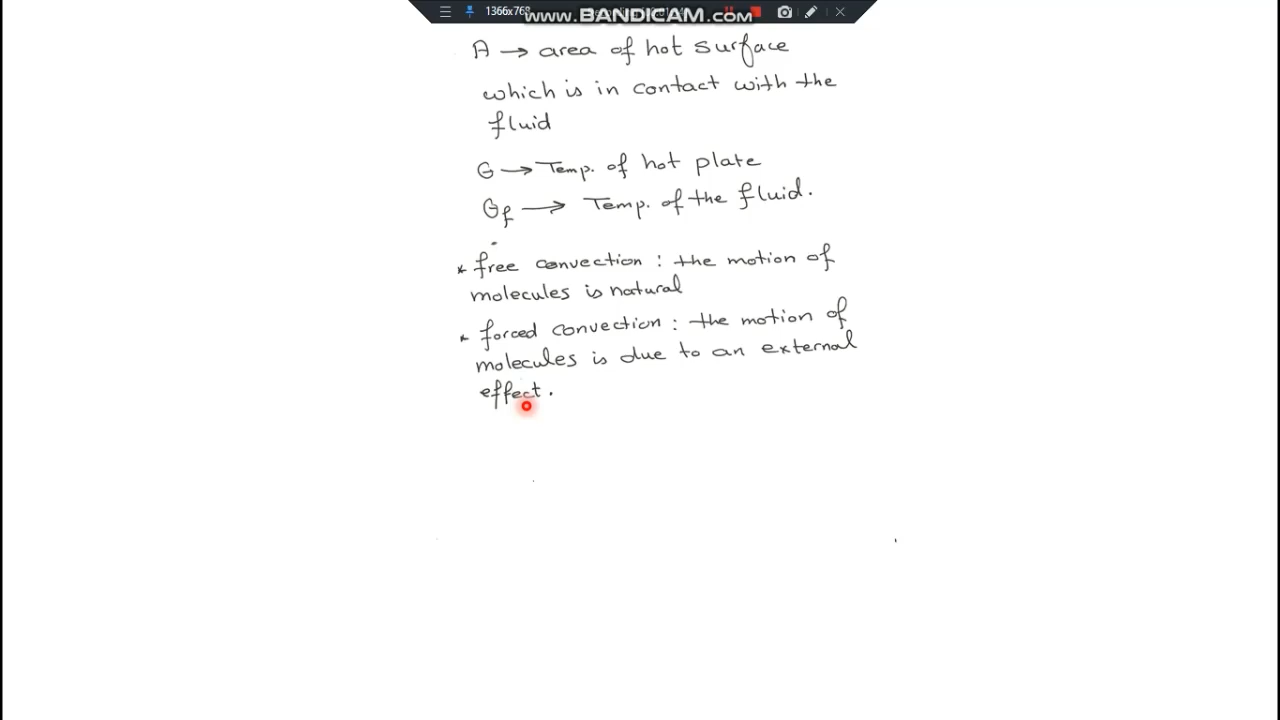 1366x768
www.BANDICAM.com
A → area of hot surface
which is in contact with the
fluid
θ → Temp. of hot plate
θf → Temp. of the fluid.
* free convection : the motion of
molecules is natural
* forced convection : the motion of
molecules is due to an external
effect.